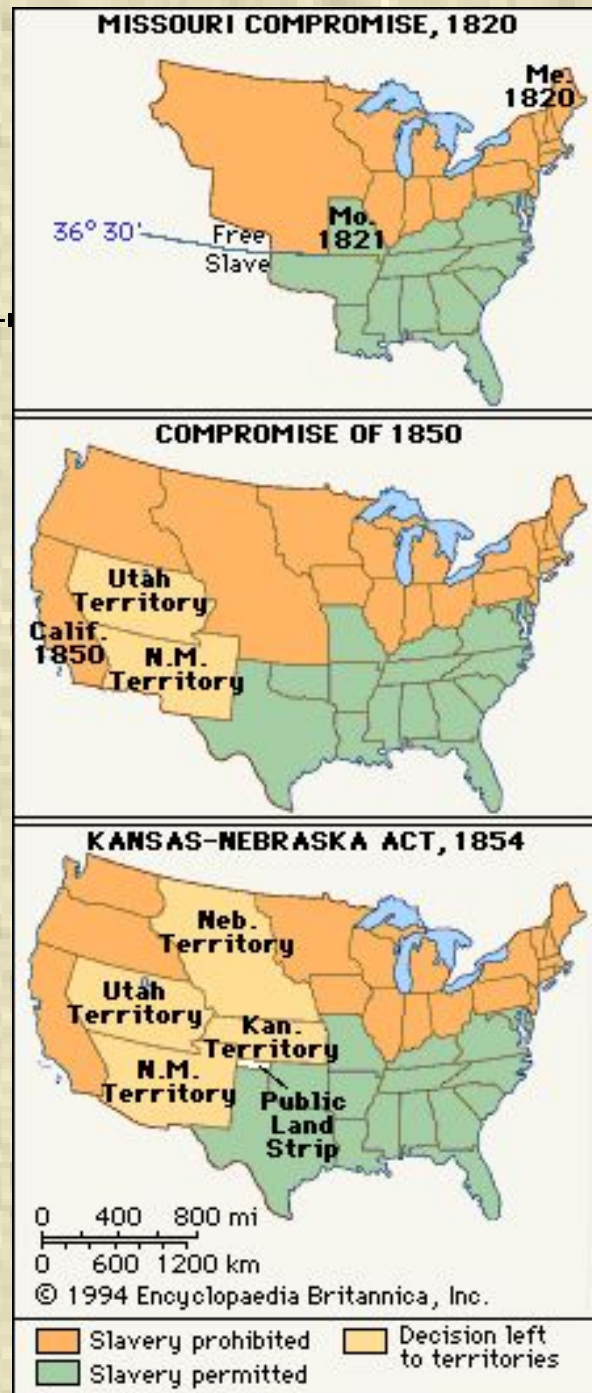 MISSOURI COMPROMISE, 1820
Me.
1820
Mo.
1821
36° 30'
Free
Slave
COMPROMISE OF 1850
Utah
Territory
Calif.
1850
N.M.
Territory
KANSAS-NEBRASKA ACT, 1854
Neb.
Territory
Utah
Territory
Kan.
Territory
N.M.
Territory
Public
Land
Strip
0 400 800 mi
0 600 1200 km
© 1994 Encyclopaedia Britannica, Inc.
Slavery prohibited
Slavery permitted
Decision left
to territories